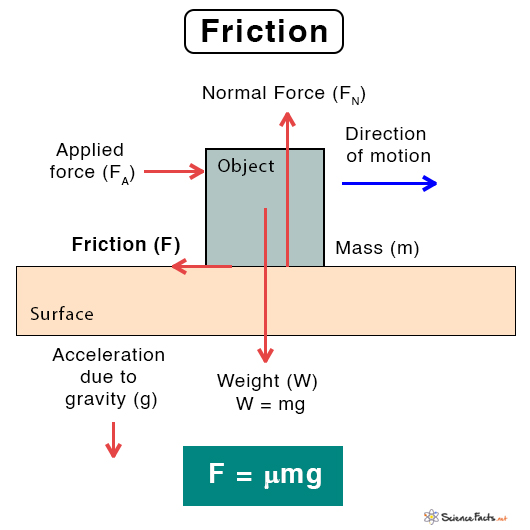 Friction
Normal Force (FN)
Direction
of motion
Applied
force (FA)
Object
Friction (F)
Mass (m)
Surface
Acceleration
due to
gravity (g)
Weight (W)
W = mg
F = μmg
ScienceFacts.net